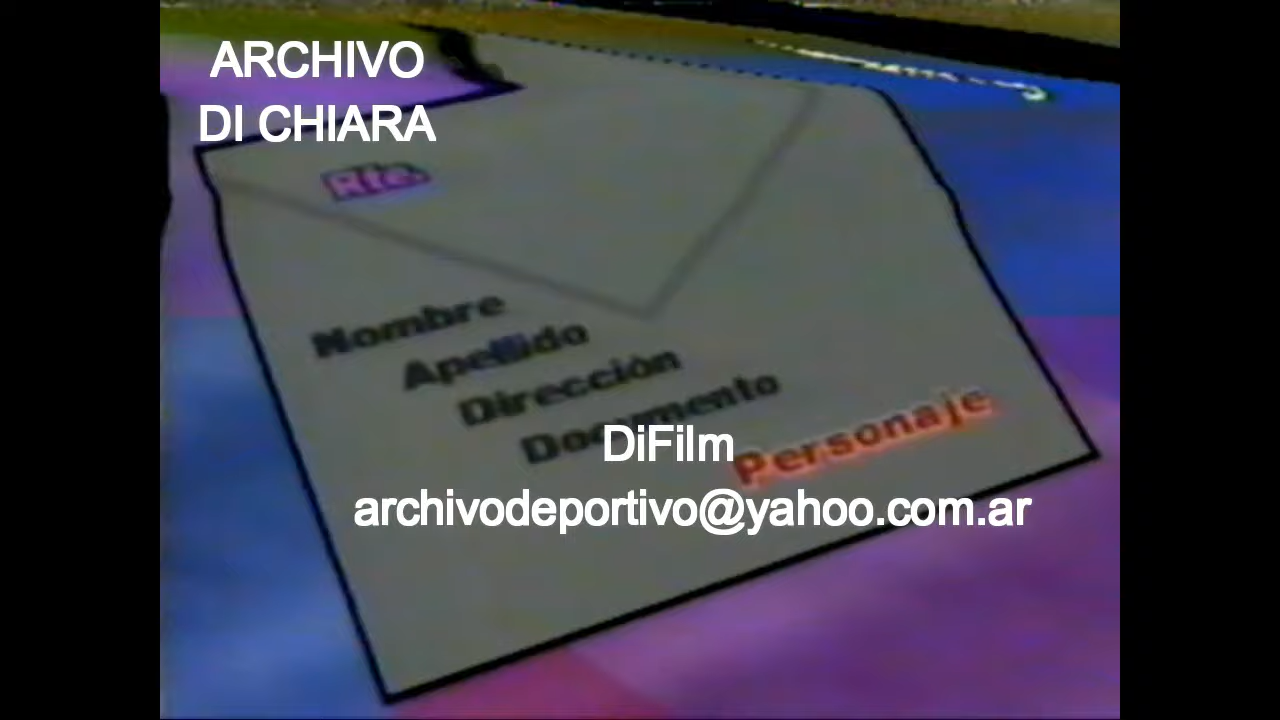 ARCHIVO
DI CHIARA
Rte.
Nombre
Apellido
Dirección
Documento
Personaje
DiFilm
archivodeportivo@yahoo.com.ar